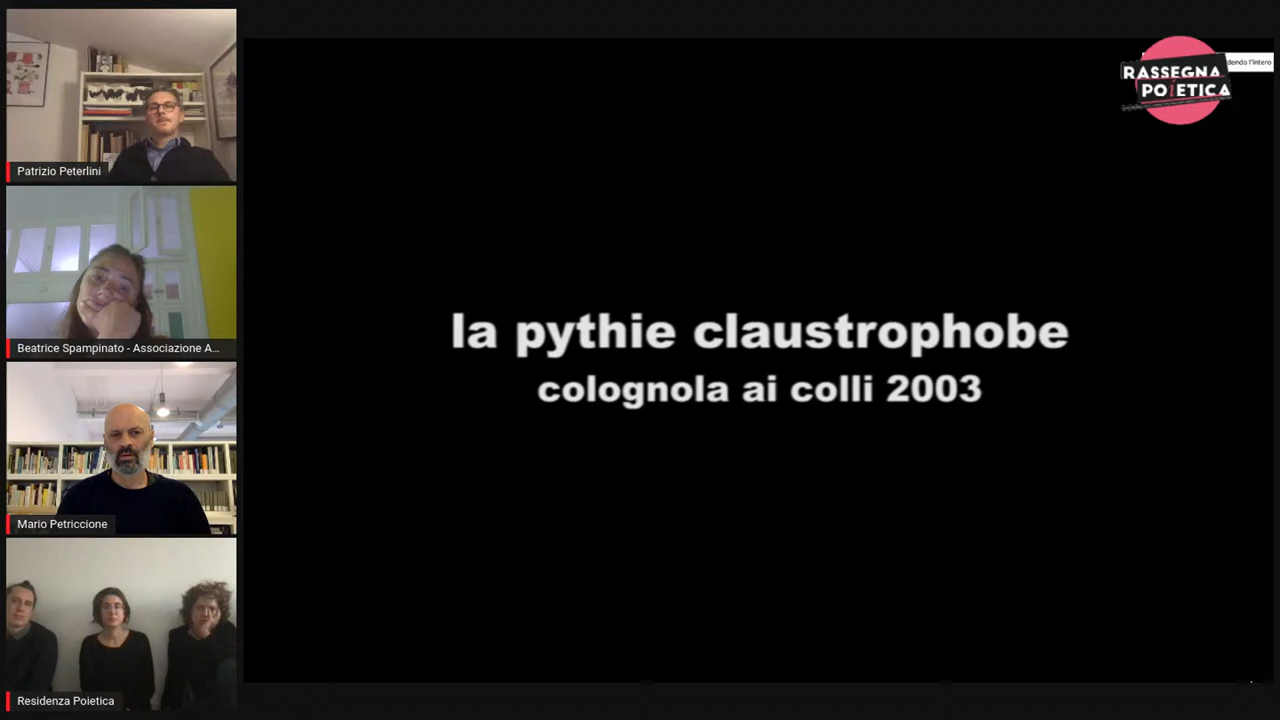 Patrizio Peterlini
Beatrice Spampinato - Associazione A...
Mario Petriccione
Residenza Poietica
la pythie claustrophobe
colognola ai colli 2003
RASSEGNA
POIETICA
dendo l'intero